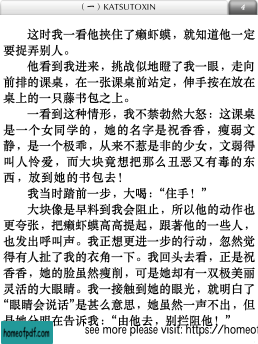 （一）KATSUTOXIN
4
这时我一看他挟住了癞虾蟆，就知道他一定
要捉弄别人。
他看到我进来，挑战似地瞪了我一眼，走向
前排的课桌，在一张课桌前站定，伸手按在放在
桌上的一只藤书包之上。
一看到这种情形，我不禁勃然大怒：这课桌
是一个女同学的，她的名字是祝香香，瘦弱文
静，是一个极乖，从来不惹是非的少女，文弱得
叫人怜爱，而大块竟想把那么丑恶又有毒的东
西，放到她的书包去！
我当时踏前一步，大喝：“住手！”
大块像是早料到我会阻止，所以他的动作也
更夸张，把癞虾蟆高高提起，跟著他的一些人，
也发出呼叫声。我正想更进一步的行动，忽然觉
得有人扯了我的衣角一下。我回头去看，正是祝
香香，她的脸虽然瘦削，可是她却有一双极美丽
灵活的大眼睛。我一接触到她的眼光，就明白了
“眼睛会说话”是甚么意思，她虽然一声不出，但
是她分明在告诉我：“由他去，别拦阻他！”
homeofpdf.com
see more please visit: https://homeof